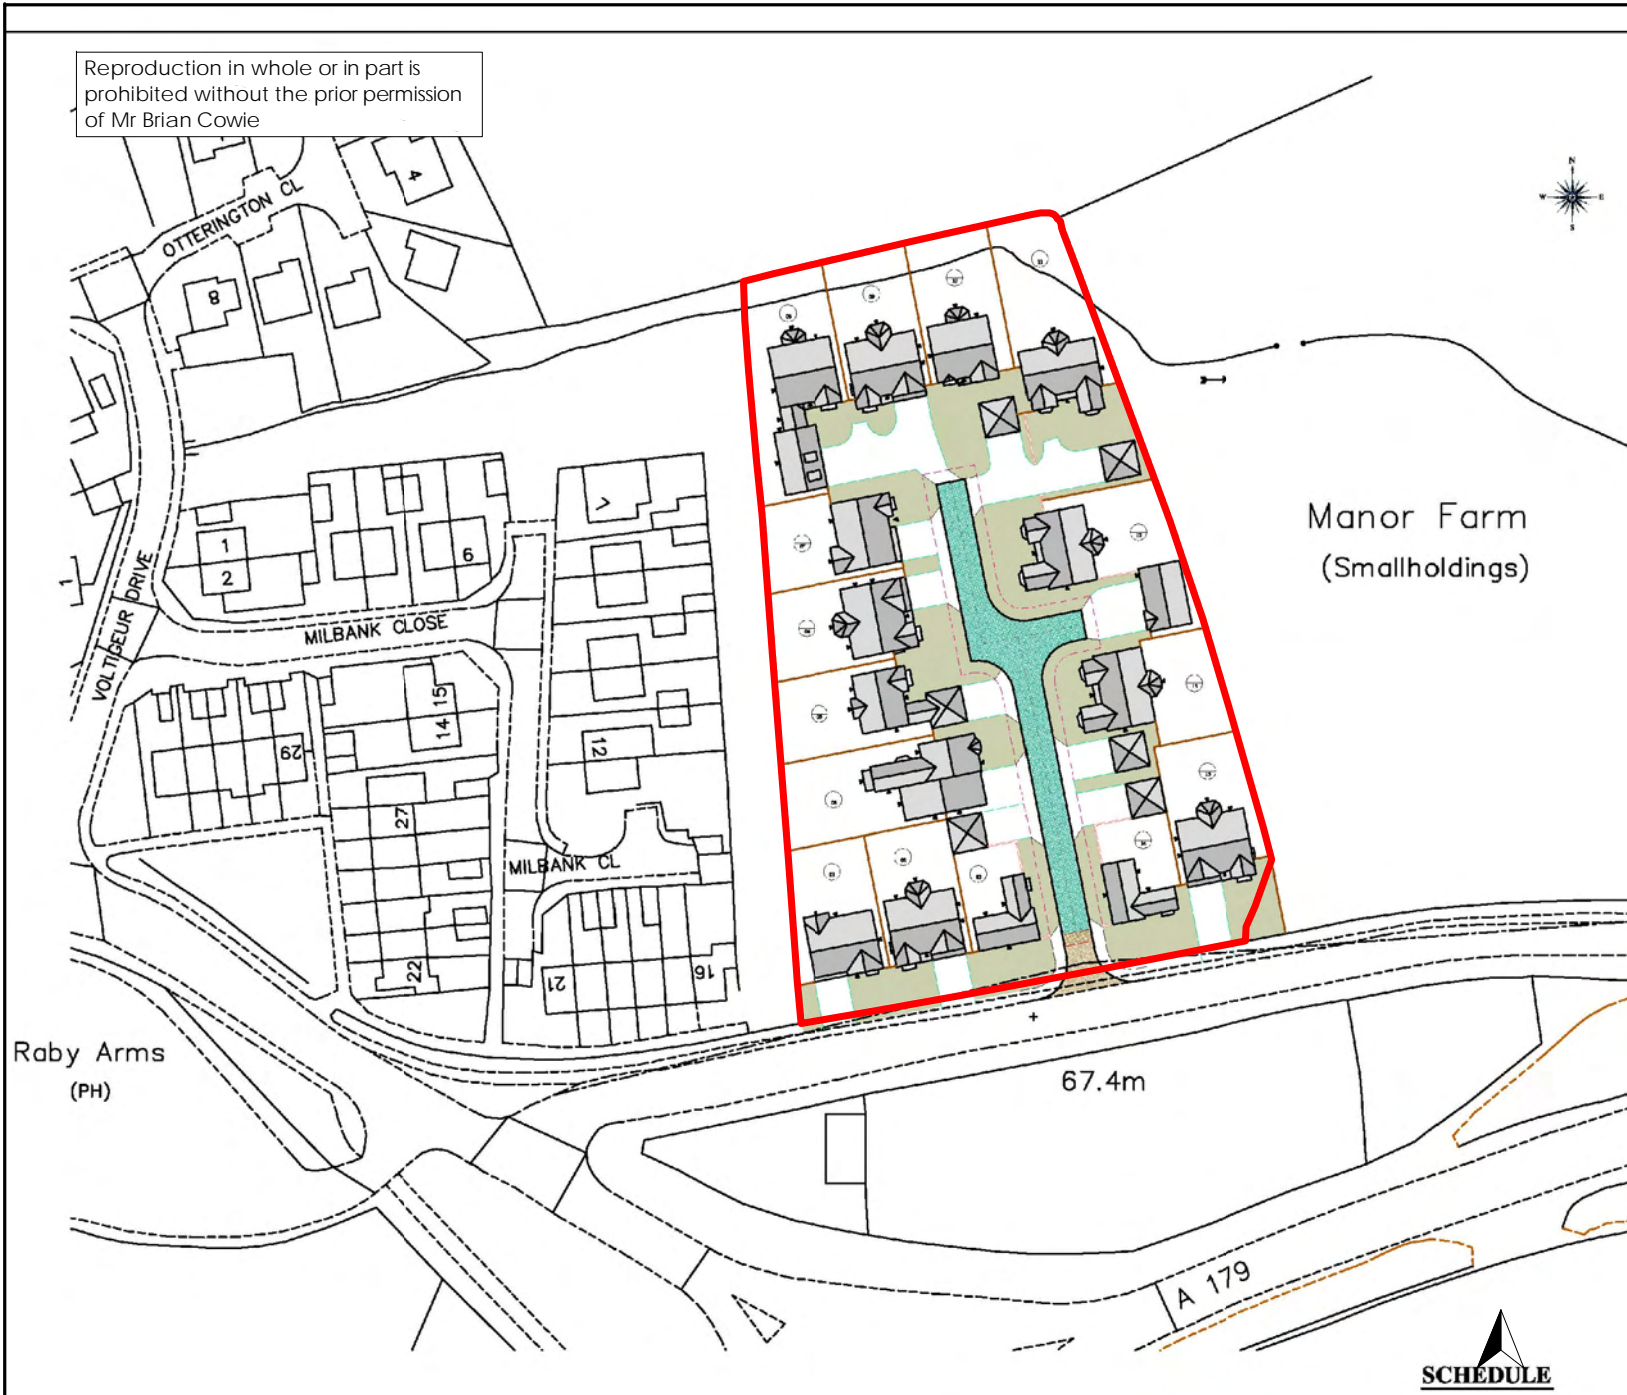 Reproduction in whole or in part is
prohibited without the prior permission
of Mr Brian Cowie
N
W
E
S
4
OTTERINGTON CL
8
Manor Farm
(Smallholdings)
1
2
6
1
VOLTIGEUR DRIVE
MILBANK CLOSE
14 15
29
12
27
MILBANK CL
22
21
16
Raby Arms
(PH)
67.4m
A 179
SCHEDULE